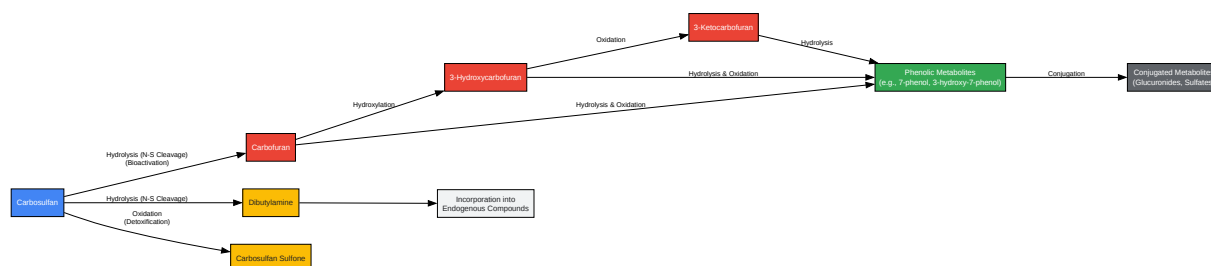 3-Ketocarbofuran
Oxidation
Hydrolysis
3-Hydroxycarbofuran
Hydrolysis & Oxidation
Phenolic Metabolites
(e.g., 7-phenol, 3-hydroxy-7-phenol)
Conjugation
Conjugated Metabolites
(Glucuronides, Sulfates)
Hydroxylation
Hydrolysis & Oxidation
Carbofuran
Hydrolysis (N-S Cleavage)
(Bioactivation)
Carbosulfan
Hydrolysis (N-S Cleavage)
Dibutylamine
Incorporation into
Endogenous Compounds
Oxidation
(Detoxification)
Carbosulfan Sulfone